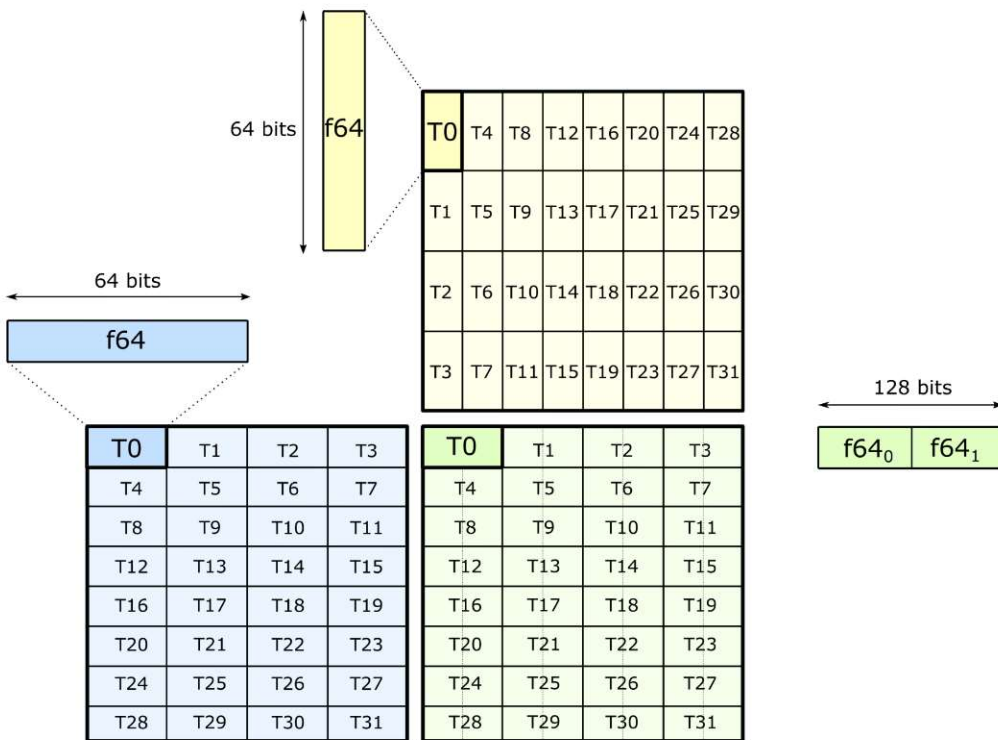 64 bits
f64
T0 T4 T8 T12 T16 T20 T24 T28
T1 T5 T9 T13 T17 T21 T25 T29
T2 T6 T10 T14 T18 T22 T26 T30
T3 T7 T11 T15 T19 T23 T27 T31
64 bits
f64
T0 T1 T2 T3
T4 T5 T6 T7
T8 T9 T10 T11
T12 T13 T14 T15
T16 T17 T18 T19
T20 T21 T22 T23
T24 T25 T26 T27
T28 T29 T30 T31
T0 T1 T2 T3
T4 T5 T6 T7
T8 T9 T10 T11
T12 T13 T14 T15
T16 T17 T18 T19
T20 T21 T22 T23
T24 T25 T26 T27
T28 T29 T30 T31
128 bits
f64₀ f64₁